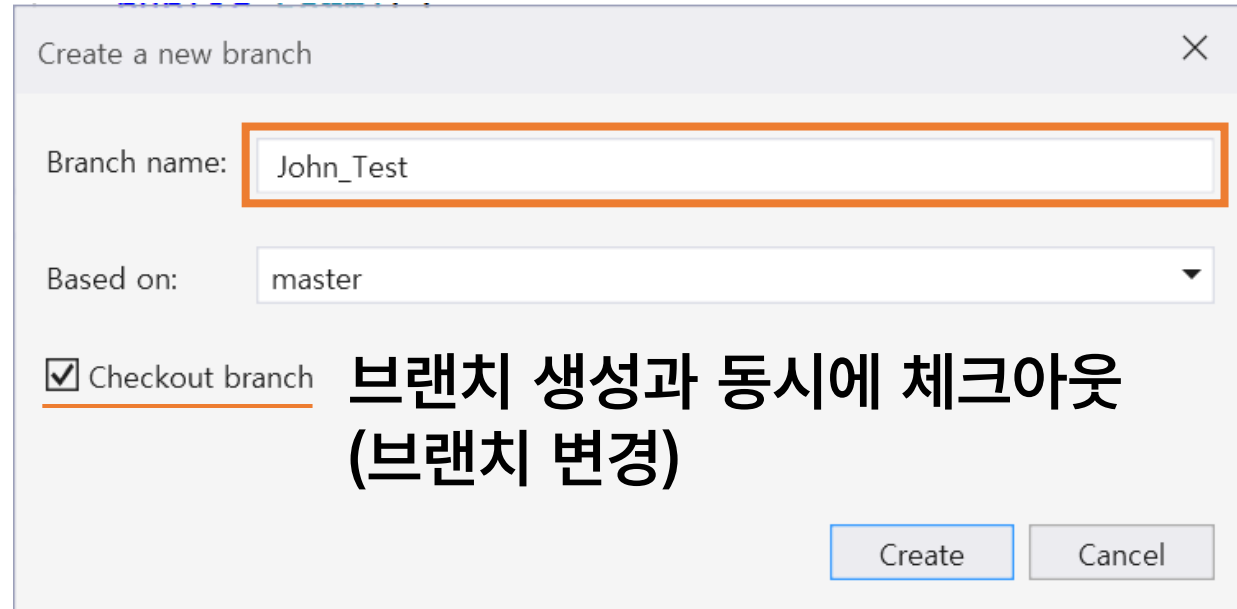 Create a new branch
Branch name:
John_Test
Based on:
master
Checkout branch
브랜치 생성과 동시에 체크아웃
(브랜치 변경)
Create
Cancel